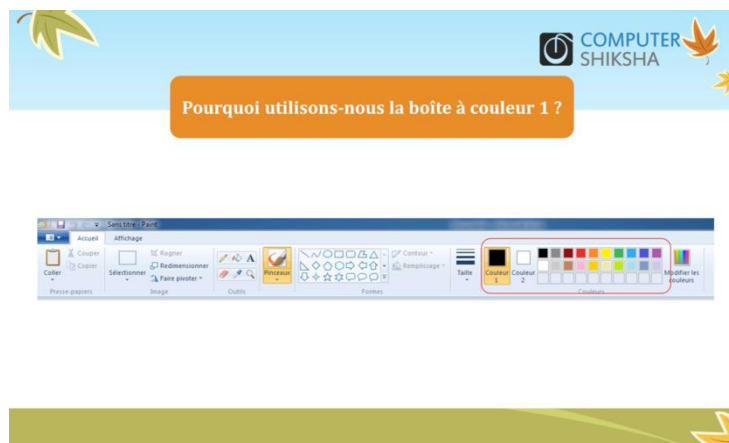 COMPUTER
SHIKSHA
Pourquoi utilisons-nous la boîte à couleur 1 ?
Sans titre - Paint
Accueil Affichage
Coller
Couper
Copier
Presse-papiers
Sélectionner
Rogner
Redimensionner
Faire pivoter
Image
A
Outils
Pinceaux
Contour
Remplissage
Formes
Taille
Couleur
1
Couleur
2
Couleurs
Modifier les
couleurs